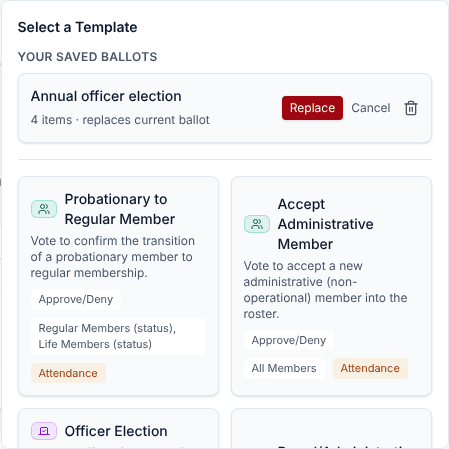 Select a Template
YOUR SAVED BALLOTS
Annual officer election
4 items · replaces current ballot
Replace
Cancel
Probationary to
Regular Member
Vote to confirm the transition
of a probationary member to
regular membership.
Approve/Deny
Regular Members (status),
Life Members (status)
Attendance
Accept
Administrative
Member
Vote to accept a new
administrative (non-
operational) member into the
roster.
Approve/Deny
All Members
Attendance
Officer Election